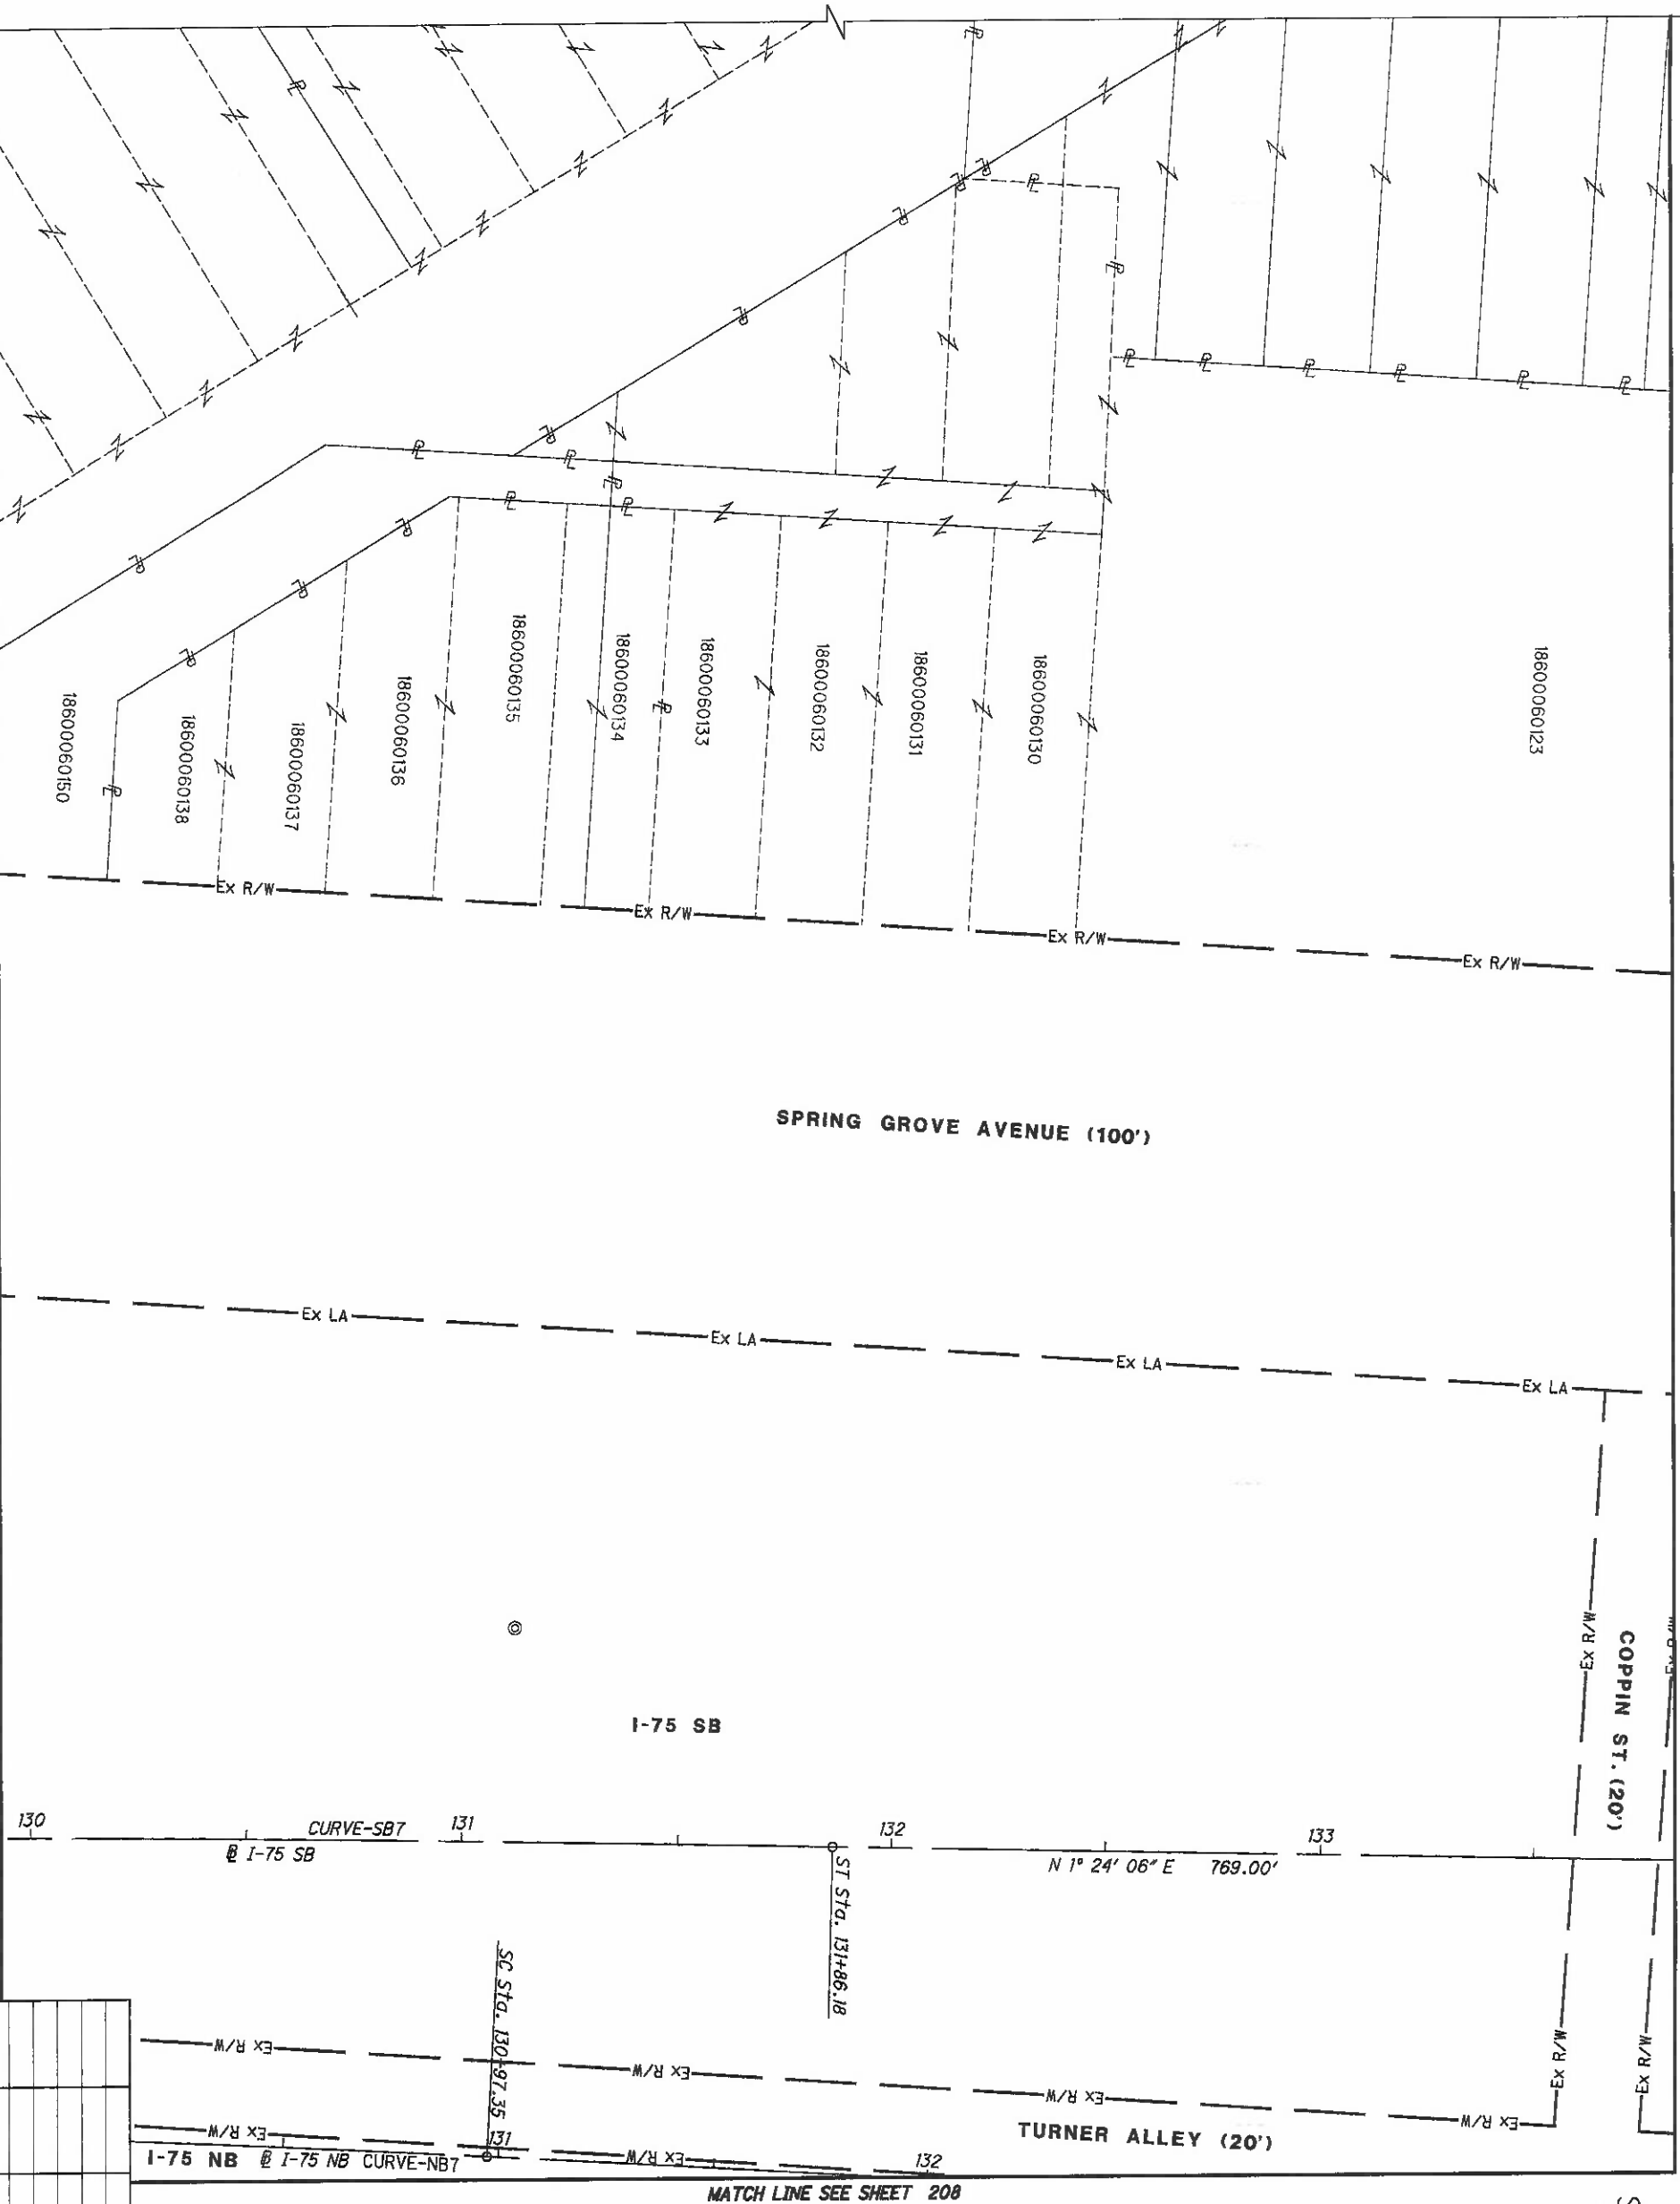 18600060123
18600060130
18600060131
18600060132
18600060133
18600060134
18600060135
18600060136
18600060137
18600060138
18600060150
Ex R/W
Ex R/W
Ex R/W
Ex R/W
SPRING GROVE AVENUE (100')
Ex LA
Ex LA
Ex LA
Ex LA
Ex R/W
COPPIN ST. (20')
I-75 SB
130
CURVE-SB7
131
132
133
I-75 SB
N 1° 24' 06" E 769.00'
ST Sta. 131+86.18
SC Sta. 130+97.35
Ex R/W
Ex R/W
Ex R/W
Ex R/W
Ex R/W
Ex R/W
TURNER ALLEY (20')
Ex R/W
Ex R/W
131
132
I-75 NB I-75 NB CURVE-NB7
MATCH LINE SEE SHEET 208